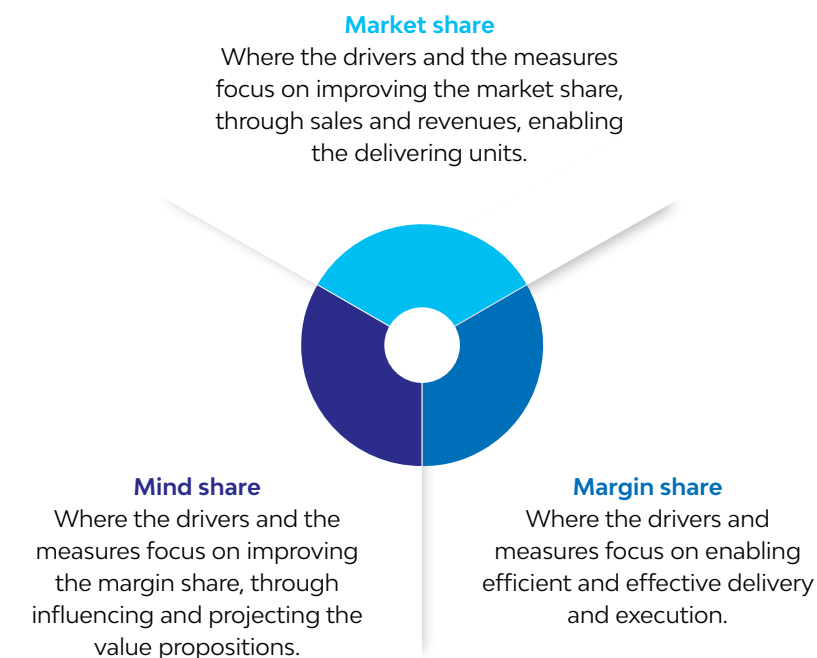 Market share
Where the drivers and the measures
focus on improving the market share,
through sales and revenues, enabling
the delivering units.
Mind share
Where the drivers and the
measures focus on improving
the margin share, through
influencing and projecting the
value propositions.
Margin share
Where the drivers and
measures focus on enabling
efficient and effective delivery
and execution.